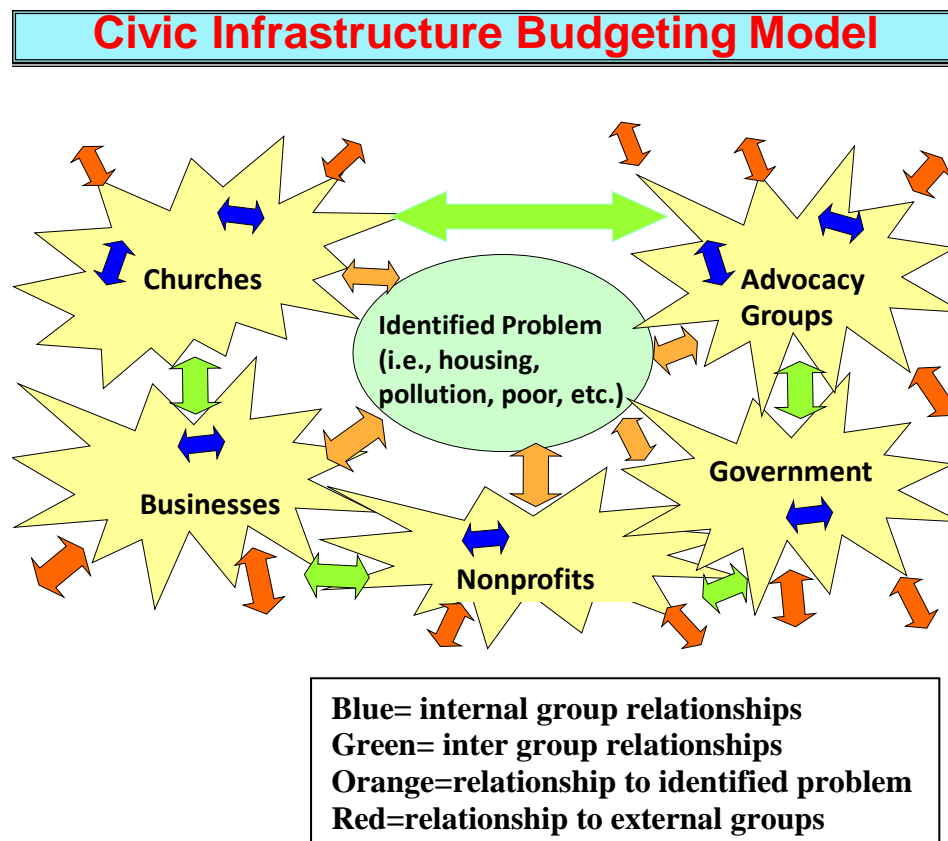 Civic Infrastructure Budgeting Model
Churches
Advocacy
Groups
Identified Problem
(i.e., housing,
pollution, poor, etc.)
Businesses
Government
Nonprofits
Blue= internal group relationships
Green= inter group relationships
Orange=relationship to identified problem
Red=relationship to external groups